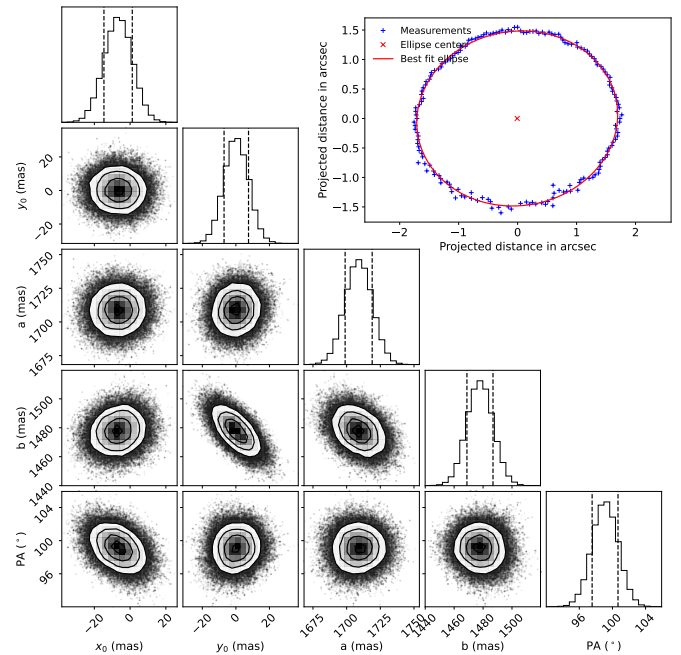 Measurements
Ellipse center
Best fit ellipse
Projected distance in arcsec
1.5
1.0
0.5
0.0
−0.5
−1.0
−1.5
−2 −1 0 1 2
Projected distance in arcsec
y₀ (mas)
20
0
−20
a (mas)
1750
1725
1700
1675
b (mas)
1500
1480
1460
1440
PA (°)
104
100
96
−20 0 20
x₀ (mas)
−20 0 20
y₀ (mas)
1675 1700 1725 1750
a (mas)
1440 1460 1480 1500
b (mas)
96 100 104
PA (°)